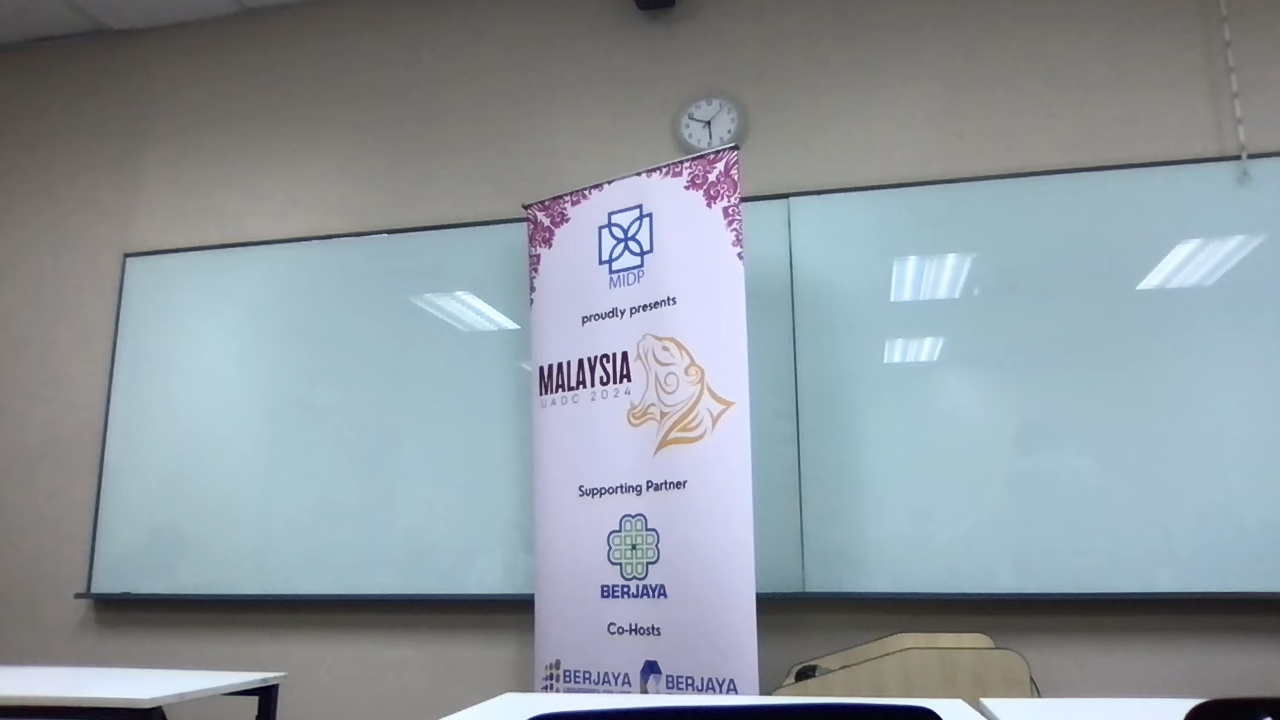 MIDP
proudly presents
MALAYSIA
UADC 2024
Supporting Partner
BERJAYA
Co-Hosts
BERJAYA BERJAYA